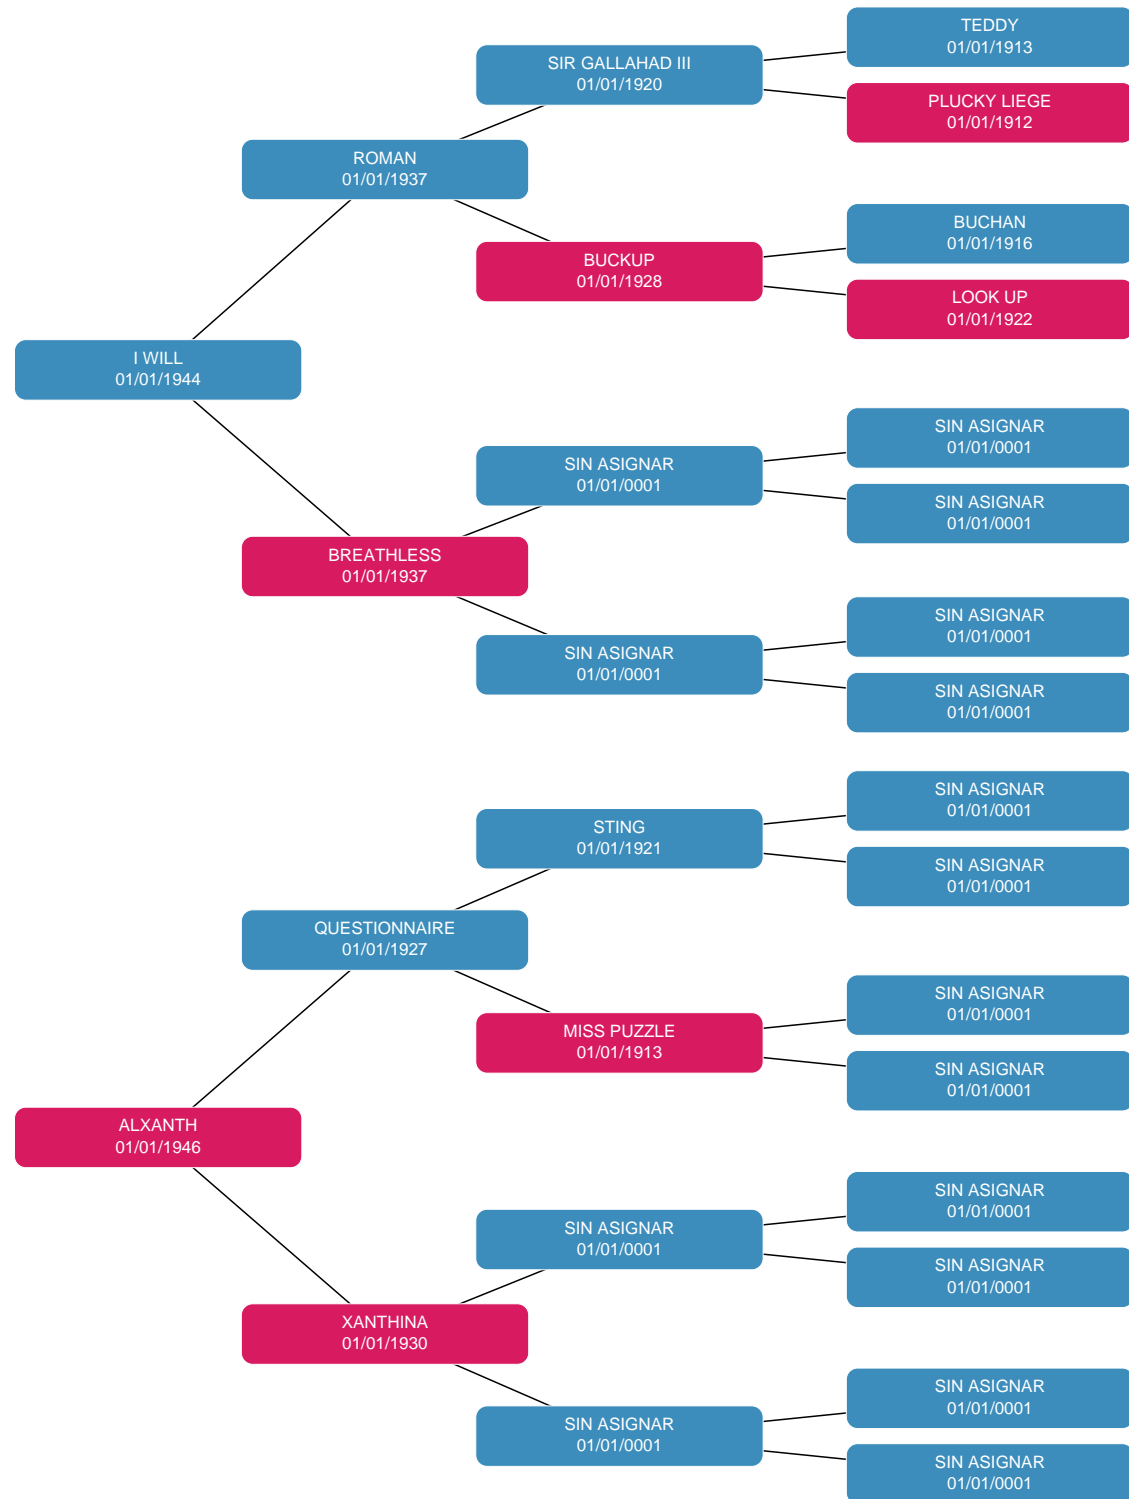 TEDDY
01/01/1913
SIR GALLAHAD III
01/01/1920
PLUCKY LIEGE
01/01/1912
ROMAN
01/01/1937
BUCHAN
01/01/1916
BUCKUP
01/01/1928
LOOK UP
01/01/1922
I WILL
01/01/1944
SIN ASIGNAR
01/01/0001
SIN ASIGNAR
01/01/0001
SIN ASIGNAR
01/01/0001
BREATHLESS
01/01/1937
SIN ASIGNAR
01/01/0001
SIN ASIGNAR
01/01/0001
SIN ASIGNAR
01/01/0001
SIN ASIGNAR
01/01/0001
STING
01/01/1921
SIN ASIGNAR
01/01/0001
QUESTIONNAIRE
01/01/1927
SIN ASIGNAR
01/01/0001
MISS PUZZLE
01/01/1913
SIN ASIGNAR
01/01/0001
ALXANTH
01/01/1946
SIN ASIGNAR
01/01/0001
SIN ASIGNAR
01/01/0001
SIN ASIGNAR
01/01/0001
XANTHINA
01/01/1930
SIN ASIGNAR
01/01/0001
SIN ASIGNAR
01/01/0001
SIN ASIGNAR
01/01/0001